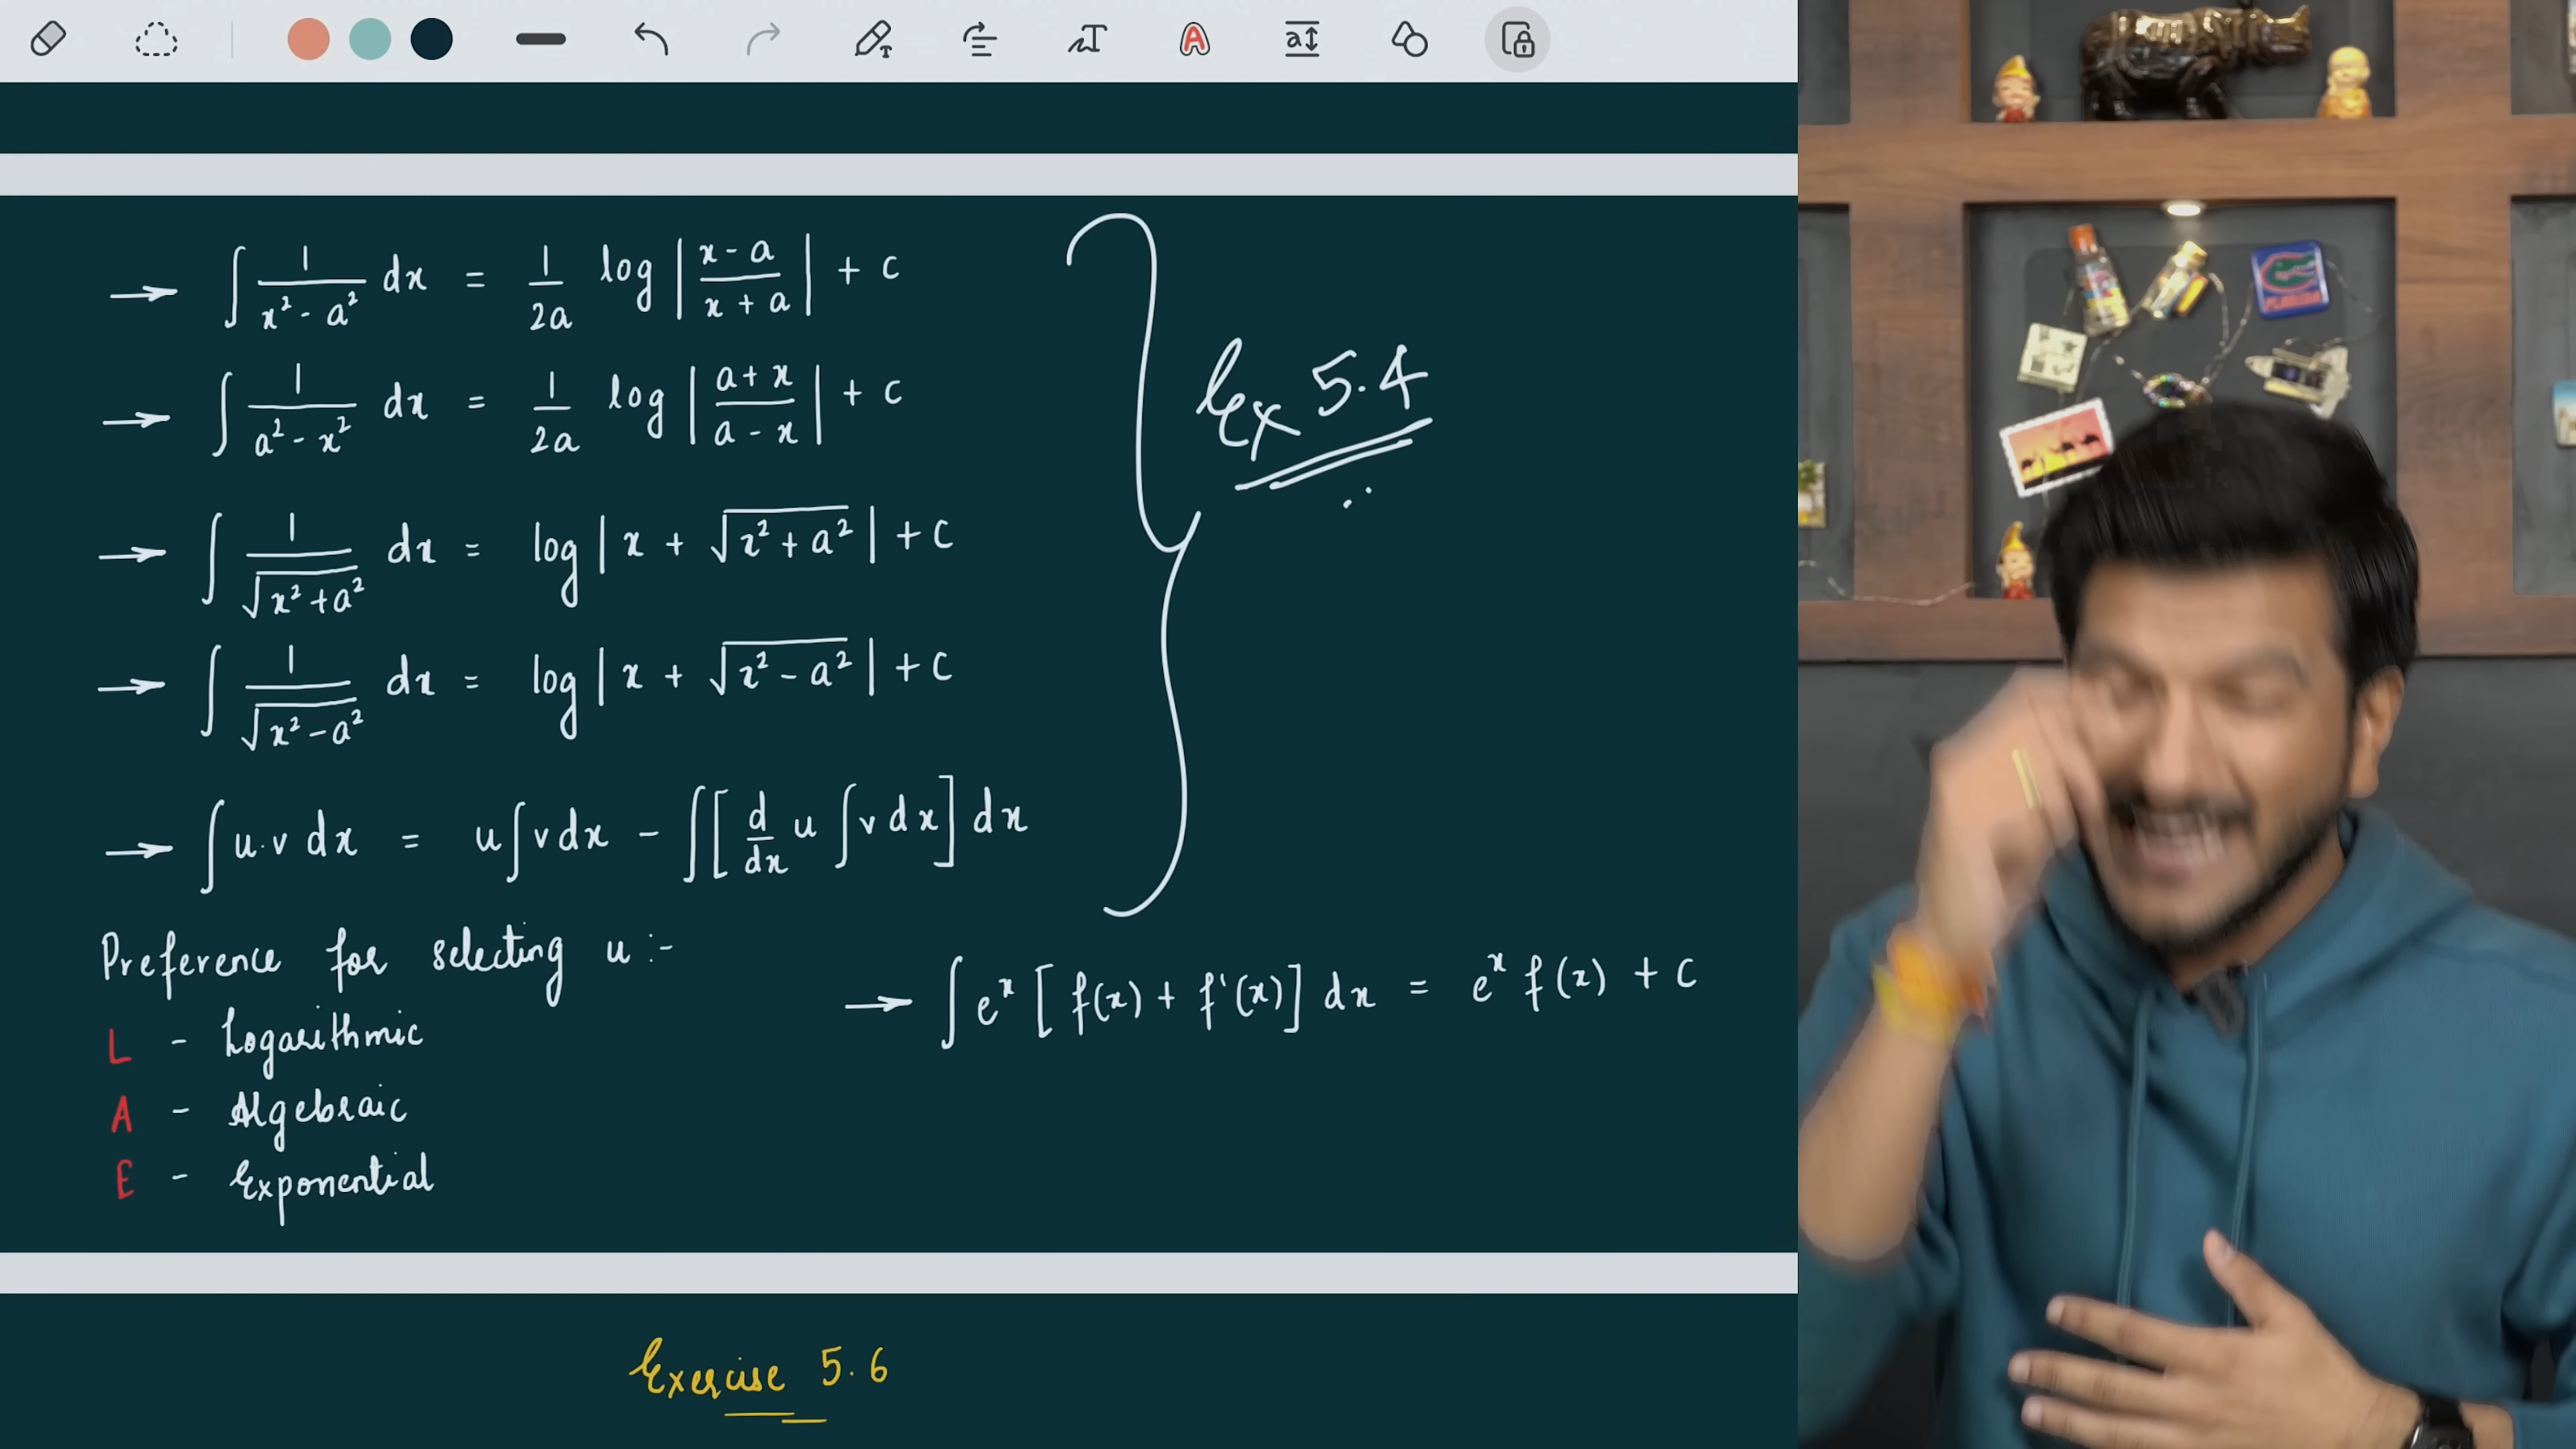 → ∫ 1/(x² - a²) dx = 1/2a log |(x - a)/(x + a)| + c
→ ∫ 1/(a² - x²) dx = 1/2a log |(a + x)/(a - x)| + c
Ex 5.4
→ ∫ 1/√(x² + a²) dx = log | x + √(x² + a²) | + c
→ ∫ 1/√(x² - a²) dx = log | x + √(x² - a²) | + c
→ ∫ u.v dx = u ∫ v dx - ∫ [ d/dx u ∫ v dx ] dx
Preference for selecting u :-
→ ∫ eˣ [ f(x) + f'(x) ] dx = eˣ f(x) + c
L - Logarithmic
A - Algebraic
E - Exponential
Exercise 5.6